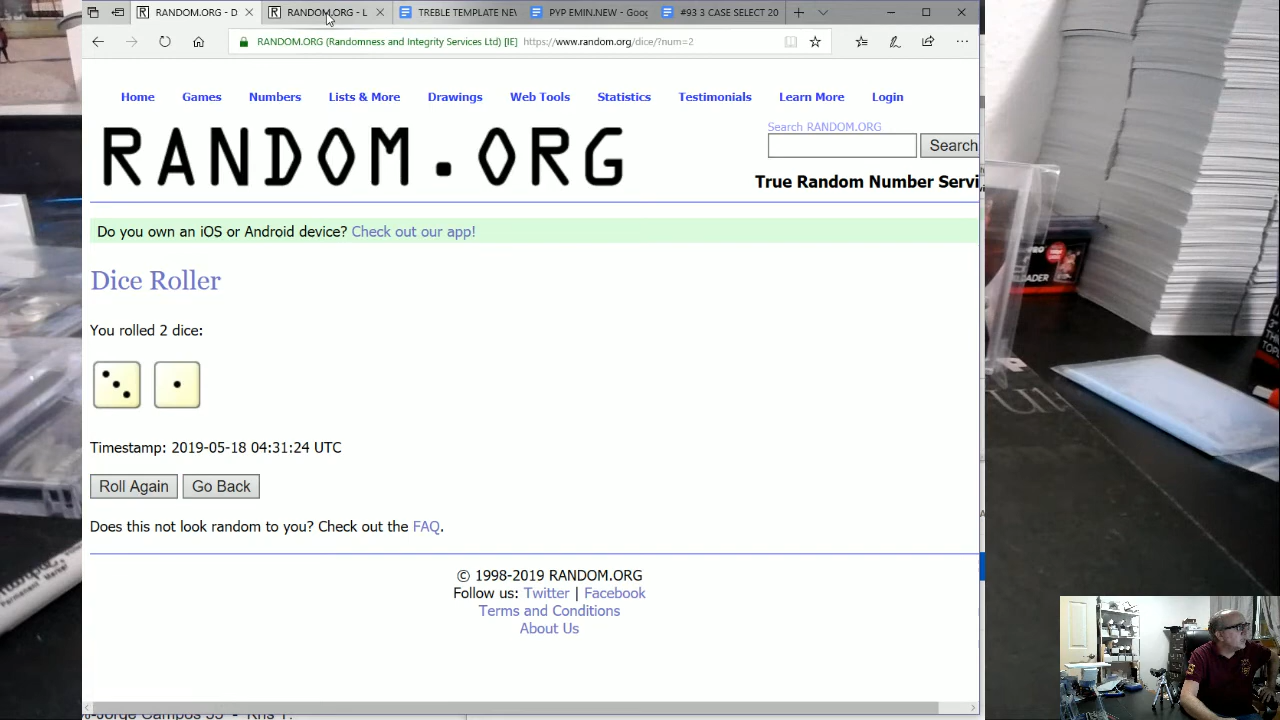 RANDOM.ORG - D
RANDOM.ORG - L
TREBLE TEMPLATE NE
PYP EMIN.NEW - Goog
#93 3 CASE SELECT 20
RANDOM.ORG (Randomness and Integrity Services Ltd) [IE] https://www.random.org/dice/?num=2
Home Games Numbers Lists & More Drawings Web Tools Statistics Testimonials Learn More Login
RANDOM.ORG
Search RANDOM.ORG
Search
True Random Number Servi
Do you own an iOS or Android device? Check out our app!
Dice Roller
You rolled 2 dice:
Timestamp: 2019-05-18 04:31:24 UTC
Roll Again Go Back
Does this not look random to you? Check out the FAQ.
© 1998-2019 RANDOM.ORG
Follow us: Twitter | Facebook
Terms and Conditions
About Us
Permanent Marker